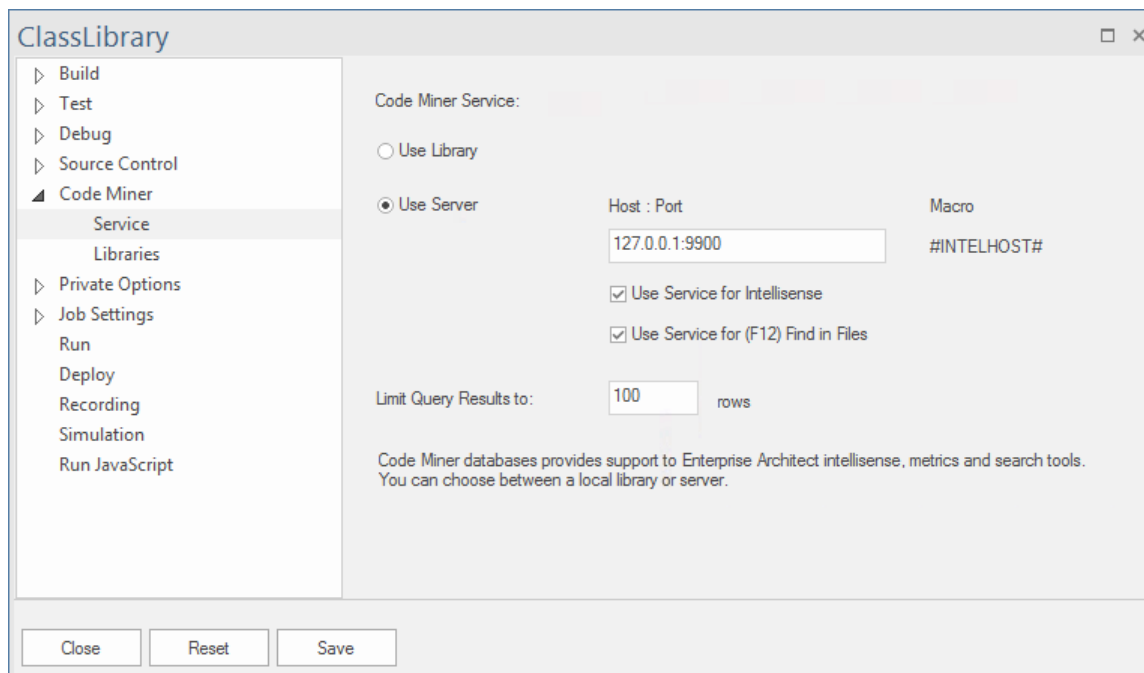 ClassLibrary
Build
Test
Debug
Source Control
Code Miner
Service
Libraries
Private Options
Job Settings
Run
Deploy
Recording
Simulation
Run JavaScript
Code Miner Service:
Use Library
Use Server
Host : Port
Macro
127.0.0.1:9900
#INTELHOST#
Use Service for Intellisense
Use Service for (F12) Find in Files
Limit Query Results to:
100
rows
Code Miner databases provides support to Enterprise Architect intellisense, metrics and search tools.
You can choose between a local library or server.
Close
Reset
Save